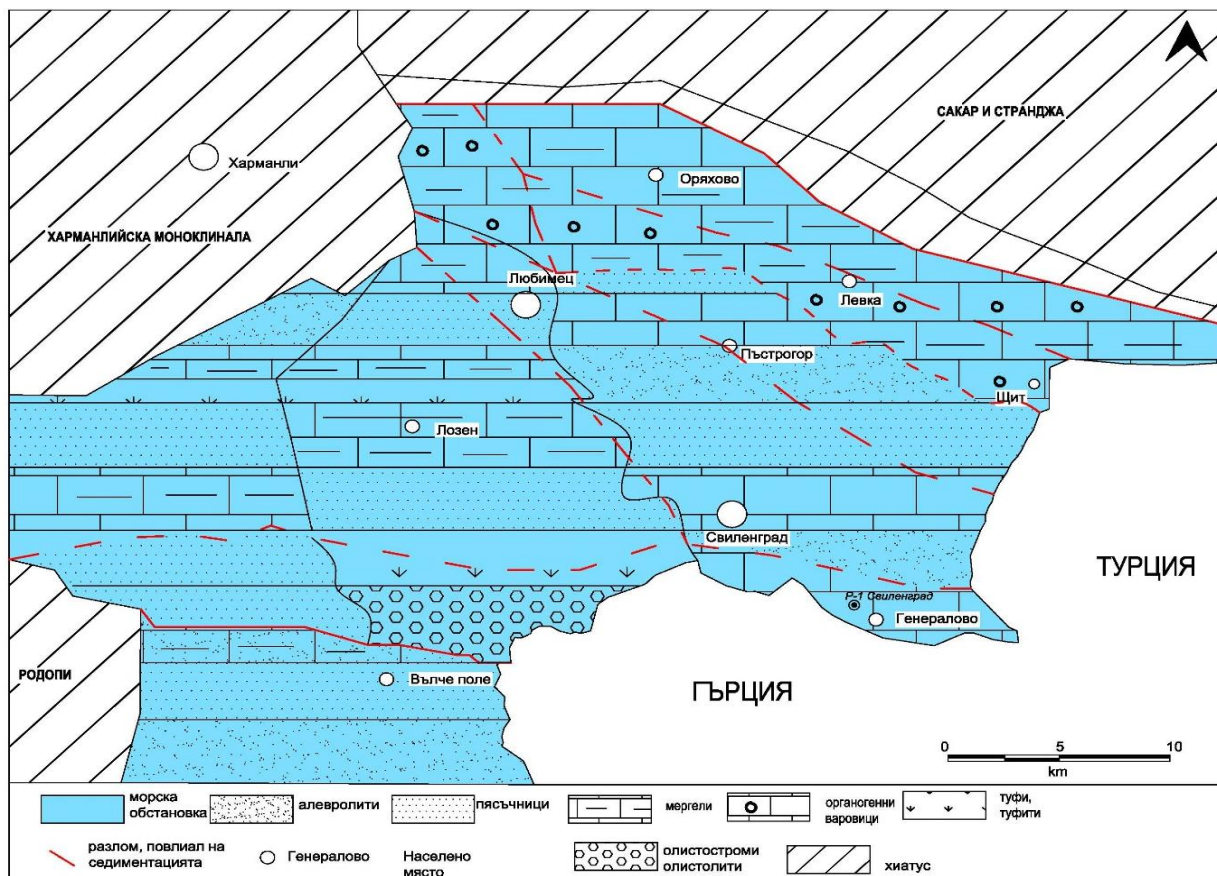 САКАР И СТРАНДЖА
Харманли
Оряхово
ХАРМАНЛИЙСКА МОНОКЛИНАЛА
Любимец
Левка
Пъстрогор
Щит
Лозен
Свиленград
ТУРЦИЯ
Р-1 Свиленград
Генералово
РОДОПИ
Вълче поле
ГЪРЦИЯ
0 5 10
km
морска
обстановка
алевролити
пясъчници
мергели
органогенни
варовици
туфи,
туфити
разлом, повлиал на
седиментацията
Генералово
Населено
място
олистостроми
олистолити
хиатус